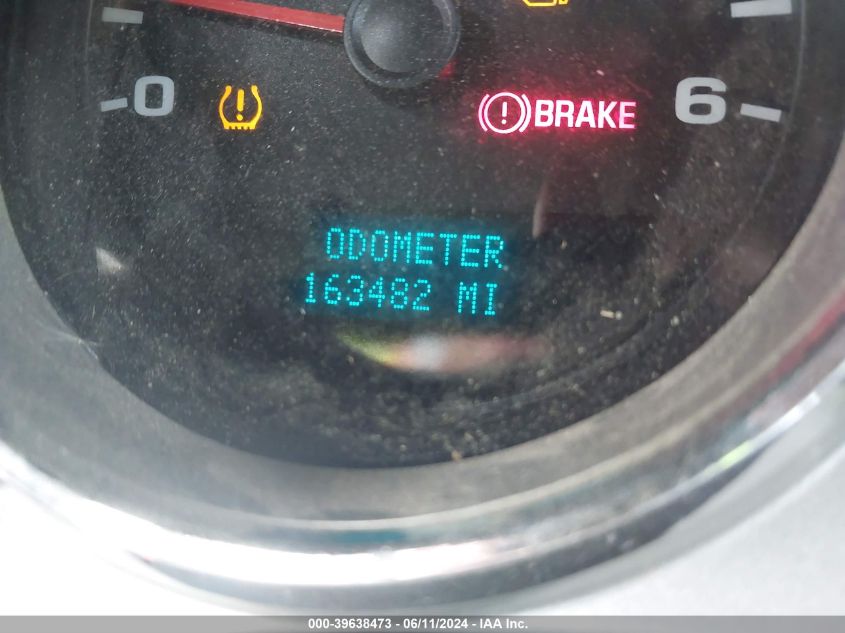 0
BRAKE
6
ODOMETER
163482 MI
000-39638473 - 06/11/2024 - IAA Inc.